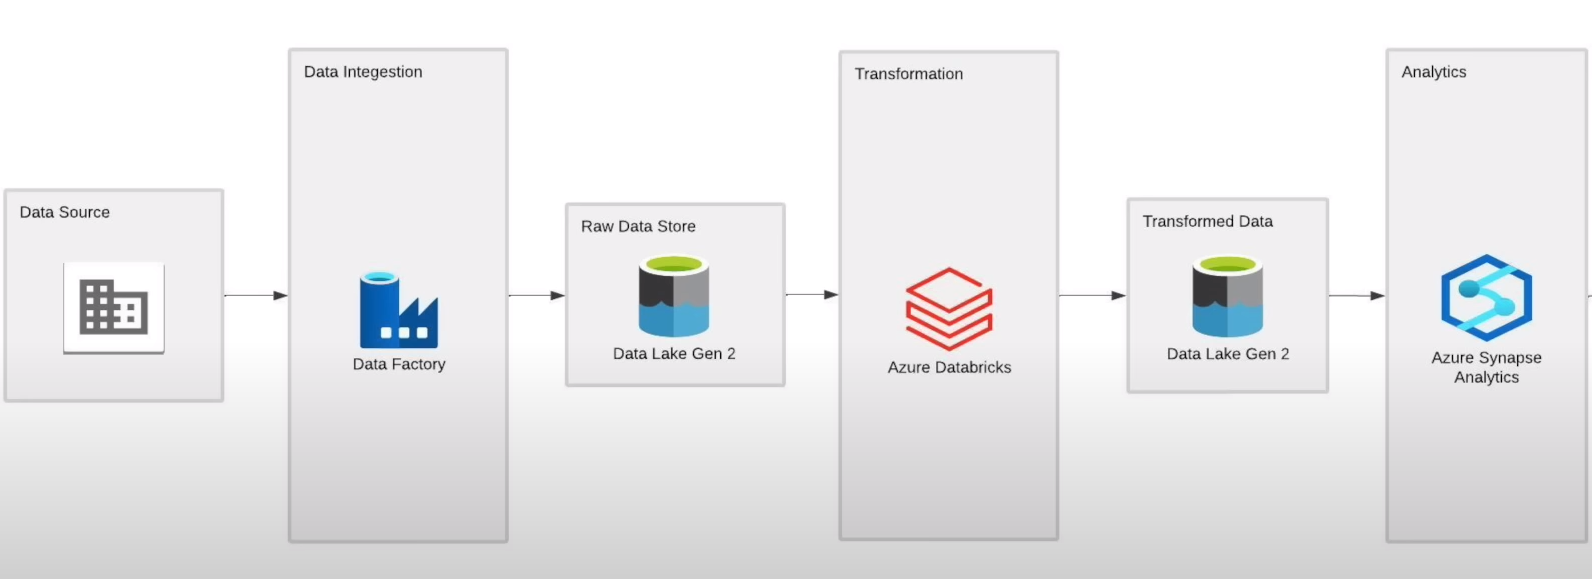 Data Source
Data Integestion
Data Factory
Raw Data Store
Data Lake Gen 2
Transformation
Azure Databricks
Transformed Data
Data Lake Gen 2
Analytics
Azure Synapse
Analytics